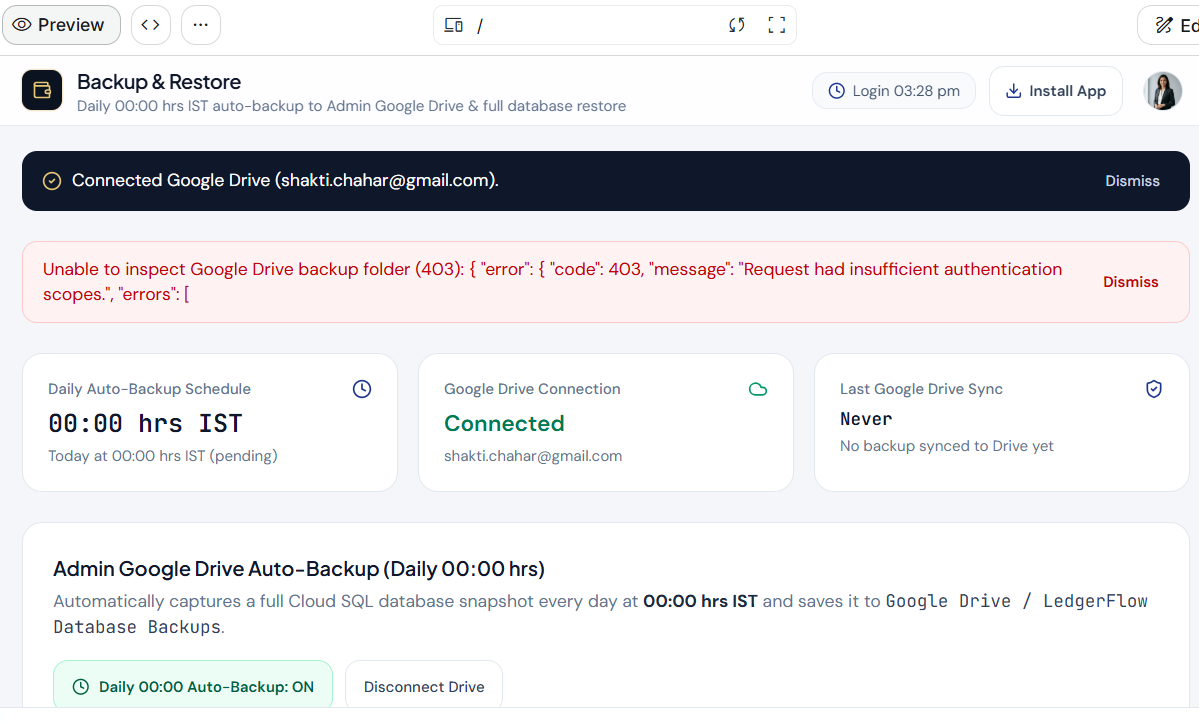 Preview
/
Ed
Backup & Restore
Daily 00:00 hrs IST auto-backup to Admin Google Drive & full database restore
Login 03:28 pm
Install App
Connected Google Drive (shakti.chahar@gmail.com).
Dismiss
Unable to inspect Google Drive backup folder (403): { "error": { "code": 403, "message": "Request had insufficient authentication
scopes.", "errors": [
Dismiss
Daily Auto-Backup Schedule
00:00 hrs IST
Today at 00:00 hrs IST (pending)
Google Drive Connection
Connected
shakti.chahar@gmail.com
Last Google Drive Sync
Never
No backup synced to Drive yet
Admin Google Drive Auto-Backup (Daily 00:00 hrs)
Automatically captures a full Cloud SQL database snapshot every day at 00:00 hrs IST and saves it to Google Drive / LedgerFlow
Database Backups.
Daily 00:00 Auto-Backup: ON
Disconnect Drive